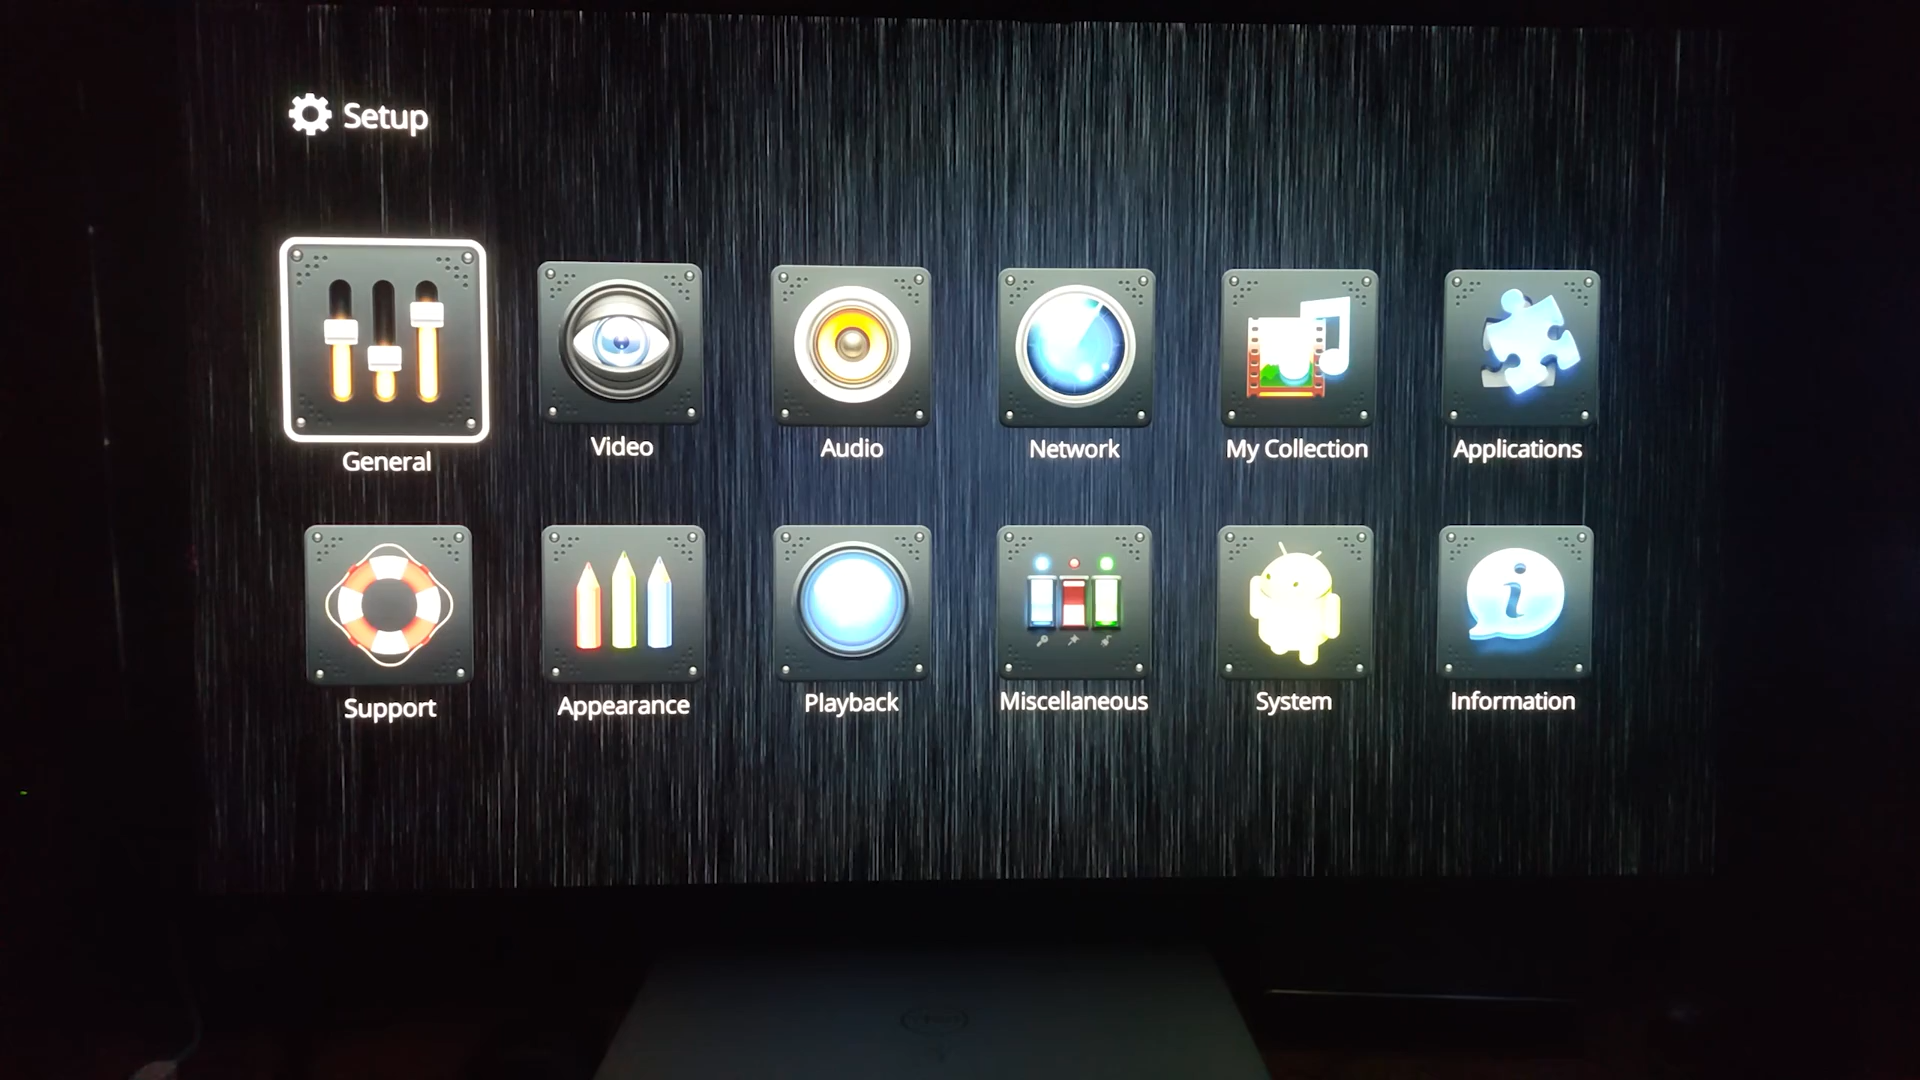 Setup
General
Video
Audio
Network
My Collection
Applications
Support
Appearance
Playback
Miscellaneous
System
Information